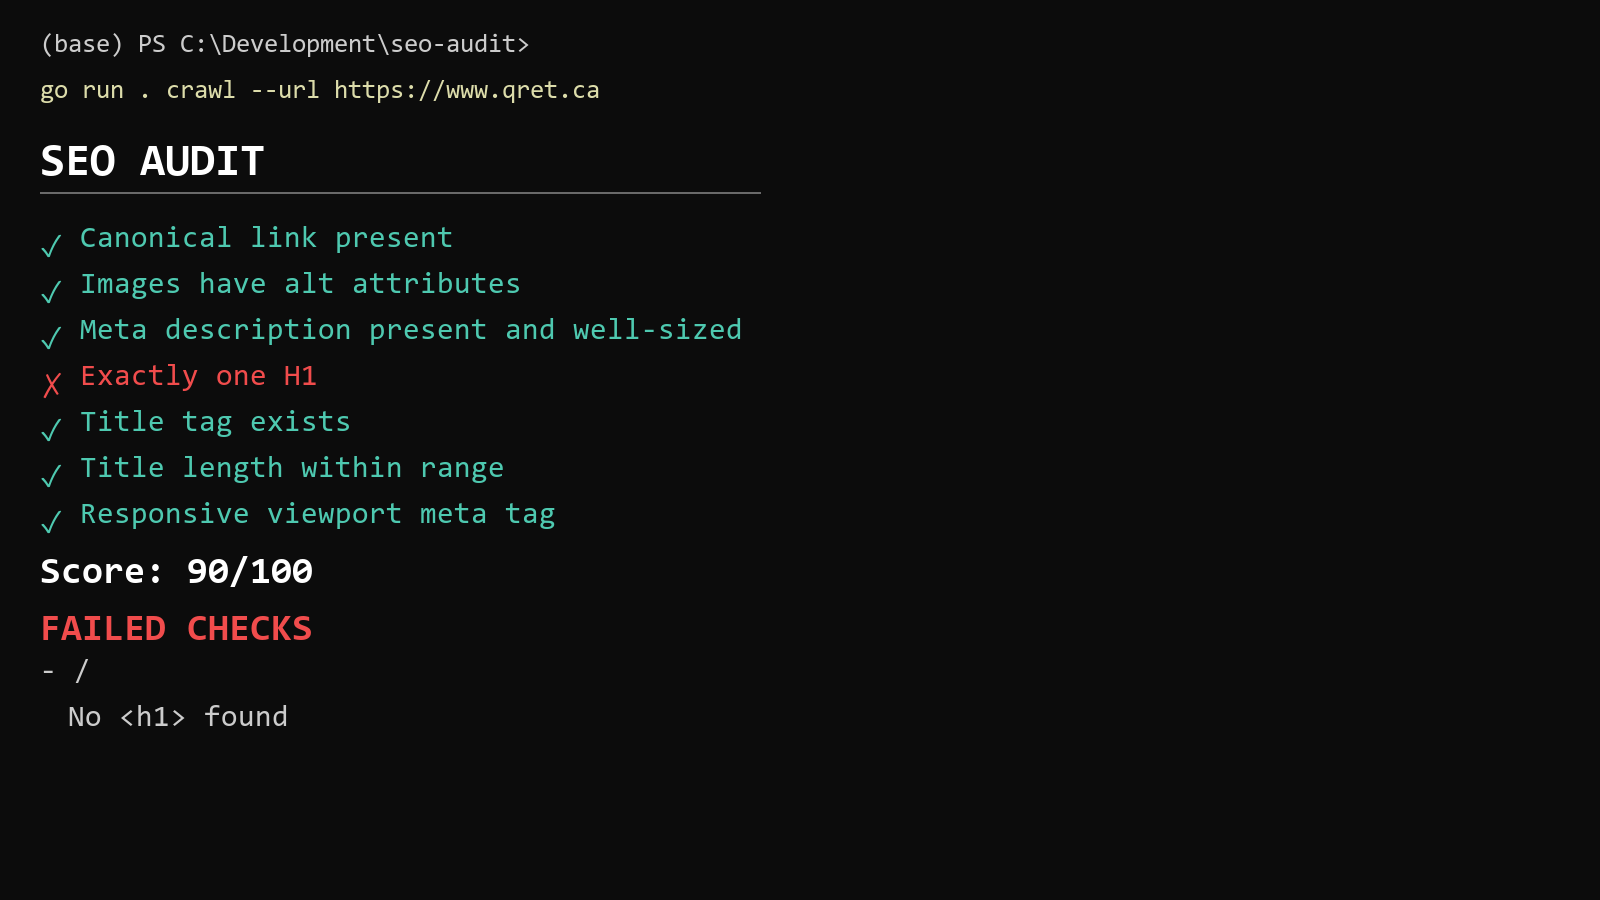 (base) PS C:\Development\seo-audit>
go run . crawl --url https://www.qret.ca
SEO AUDIT
✓ Canonical link present
✓ Images have alt attributes
✓ Meta description present and well-sized
✗ Exactly one H1
✓ Title tag exists
✓ Title length within range
✓ Responsive viewport meta tag
Score: 90/100
FAILED CHECKS
- /
No <h1> found